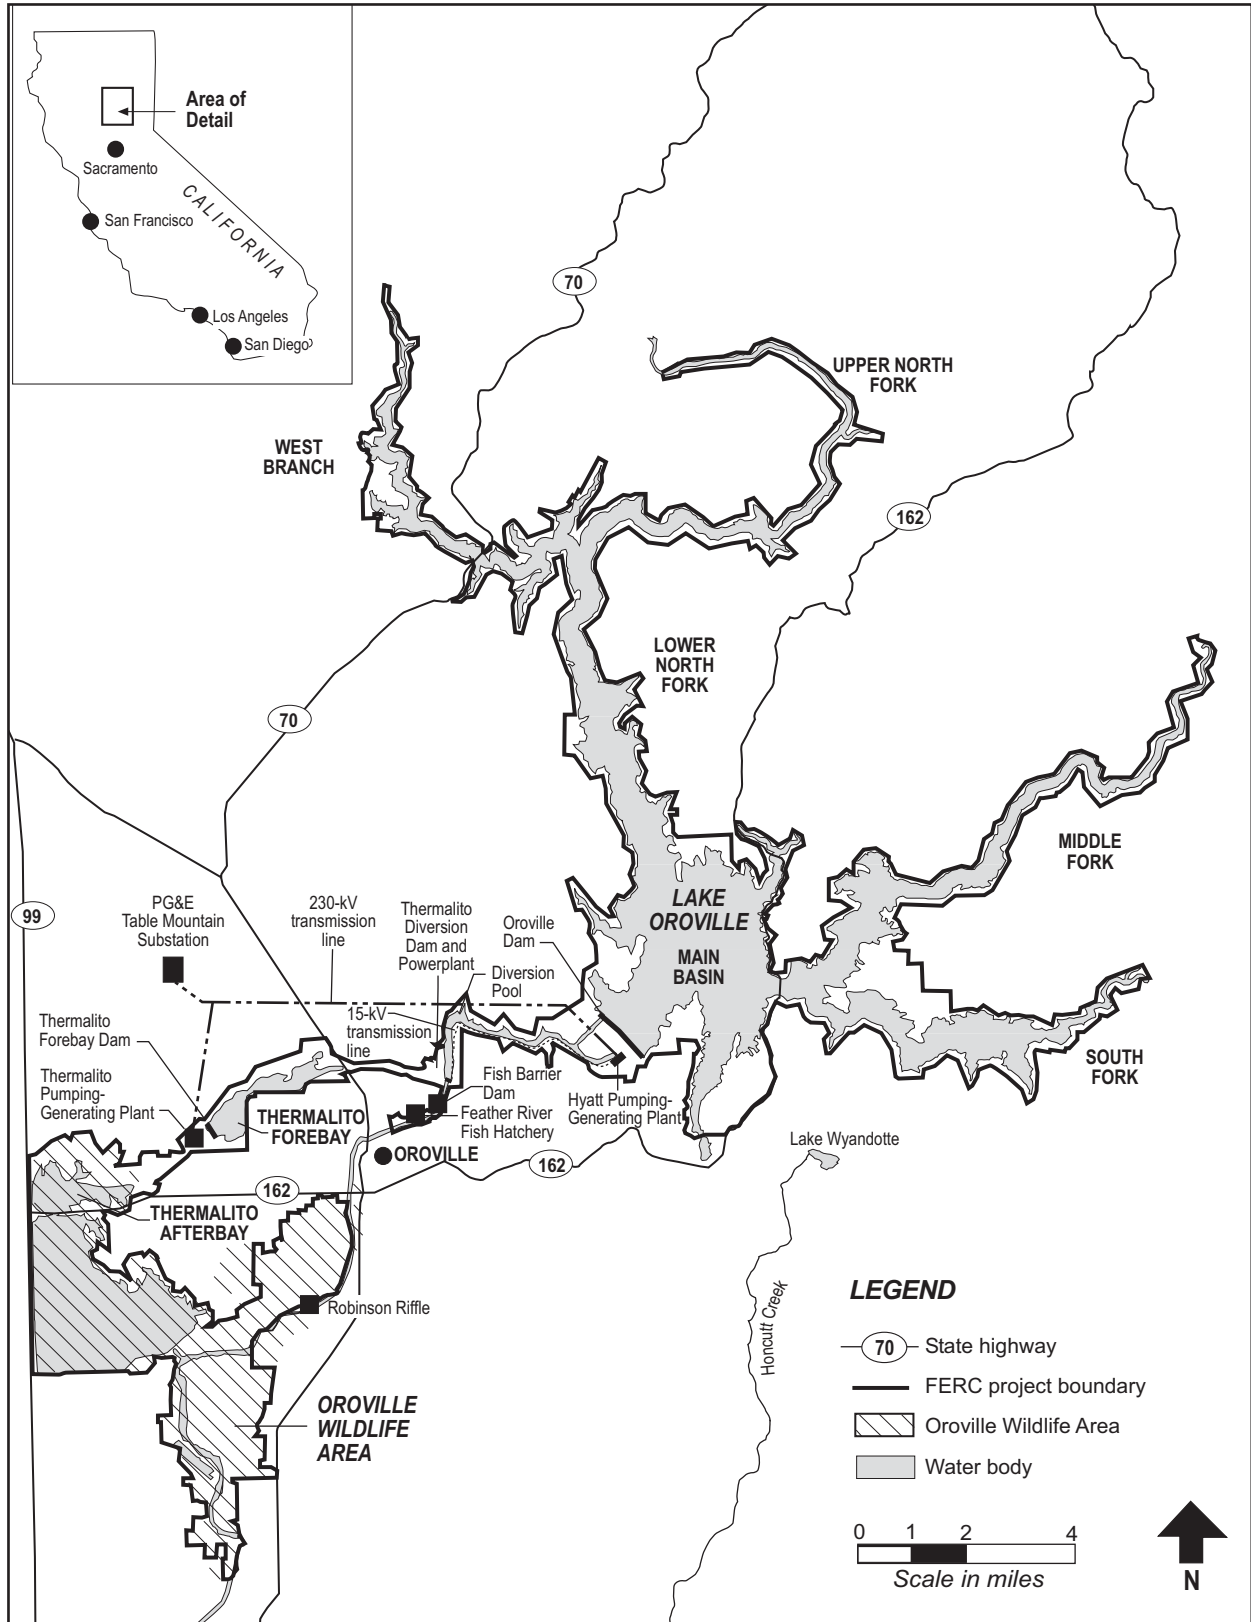 Area of
Detail
Sacramento
San Francisco
CALIFORNIA
Los Angeles
San Diego
70
UPPER NORTH
FORK
WEST
BRANCH
162
LOWER
NORTH
FORK
70
MIDDLE
FORK
LAKE
OROVILLE
MAIN
BASIN
99
PG&E
Table Mountain
Substation
230-kV
transmission
line
Thermalito
Diversion
Dam and
Powerplant
Oroville
Dam
Diversion
Pool
15-kV
transmission
line
Thermalito
Forebay Dam
Thermalito
Pumping-
Generating Plant
THERMALITO
FOREBAY
Fish Barrier
Dam
Feather River
Fish Hatchery
Hyatt Pumping-
Generating Plant
SOUTH
FORK
OROVILLE
162
Lake Wyandotte
162
THERMALITO
AFTERBAY
Robinson Riffle
Honcutt Creek
OROVILLE
WILDLIFE
AREA
LEGEND
70 State highway
FERC project boundary
Oroville Wildlife Area
Water body
0 1 2 4
Scale in miles
N